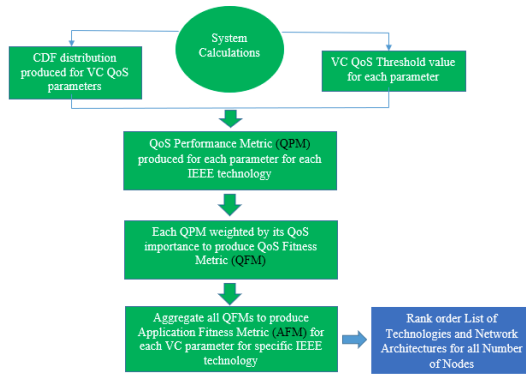 System
Calculations
CDF distribution
produced for VC QoS
parameters
VC QoS Threshold value
for each parameter
QoS Performance Metric (QPM)
produced for each parameter for each
IEEE technology
Each QPM weighted by its QoS
importance to produce QoS Fitness
Metric (QFM)
Aggregate all QFMs to produce
Application Fitness Metric (AFM) for
each VC parameter for specific IEEE
technology
Rank order List of
Technologies and Network
Architectures for all Number
of Nodes